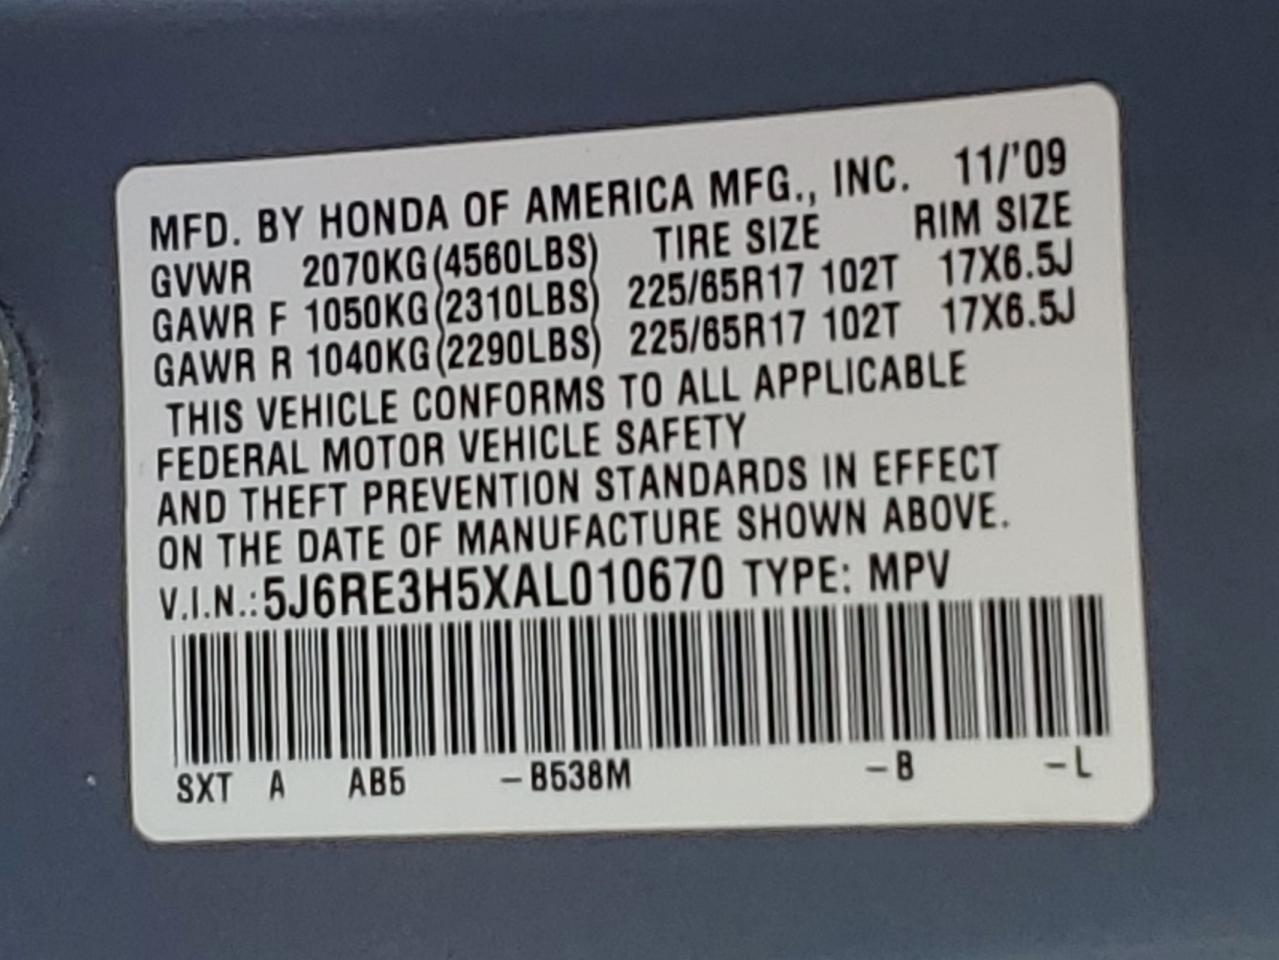 MFD. BY HONDA OF AMERICA MFG., INC. 11/'09
GVWR 2070KG(4560LBS) TIRE SIZE RIM SIZE
GAWR F 1050KG(2310LBS) 225/65R17 102T 17X6.5J
GAWR R 1040KG(2290LBS) 225/65R17 102T 17X6.5J
THIS VEHICLE CONFORMS TO ALL APPLICABLE
FEDERAL MOTOR VEHICLE SAFETY
AND THEFT PREVENTION STANDARDS IN EFFECT
ON THE DATE OF MANUFACTURE SHOWN ABOVE.
V.I.N.:5J6RE3H5XAL010670 TYPE: MPV
SXT A AB5 -B538M -B -L